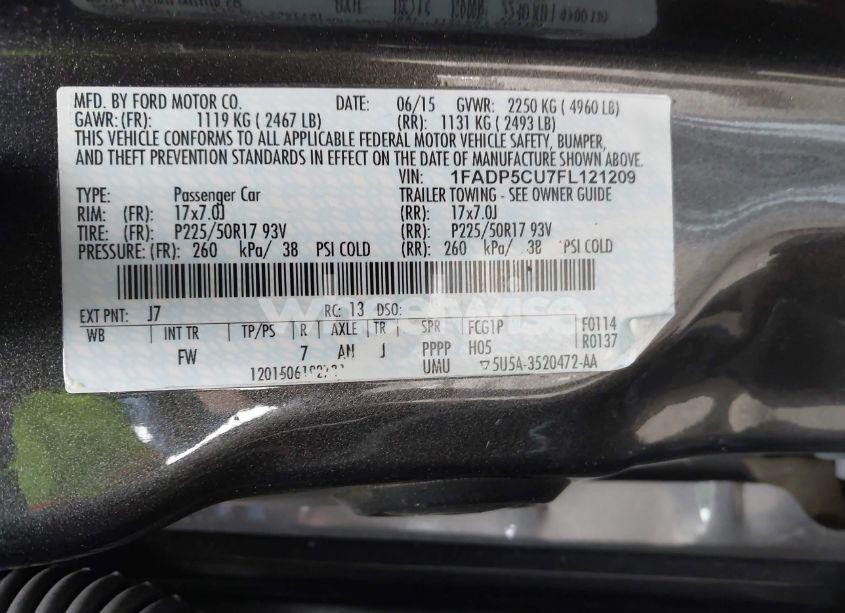 MFD. BY FORD MOTOR CO. DATE: 06/15 GVWR: 2250 KG ( 4960 LB)
GAWR:(FR): 1119 KG ( 2467 LB) (RR): 1131 KG ( 2493 LB)
THIS VEHICLE CONFORMS TO ALL APPLICABLE FEDERAL MOTOR VEHICLE SAFETY, BUMPER,
AND THEFT PREVENTION STANDARDS IN EFFECT ON THE DATE OF MANUFACTURE SHOWN ABOVE.
VIN: 1FADP5CU7FL121209
TYPE: Passenger Car TRAILER TOWING - SEE OWNER GUIDE
RIM: (FR): 17x7.0J (RR): 17x7.0J
TIRE: (FR): P225/50R17 93V (RR): P225/50R17 93V
PRESSURE: (FR): 260 kPa/ 38 PSI COLD (RR): 260 kPa/ 38 PSI COLD
EXT PNT: J7 RC: 13 DSO:
WB INT TR TP/PS R AXLE TR SPR FCG1P F0114
FW 7 AN J PPPP H05 R0137
UMU ▽5U5A-3520472-AA